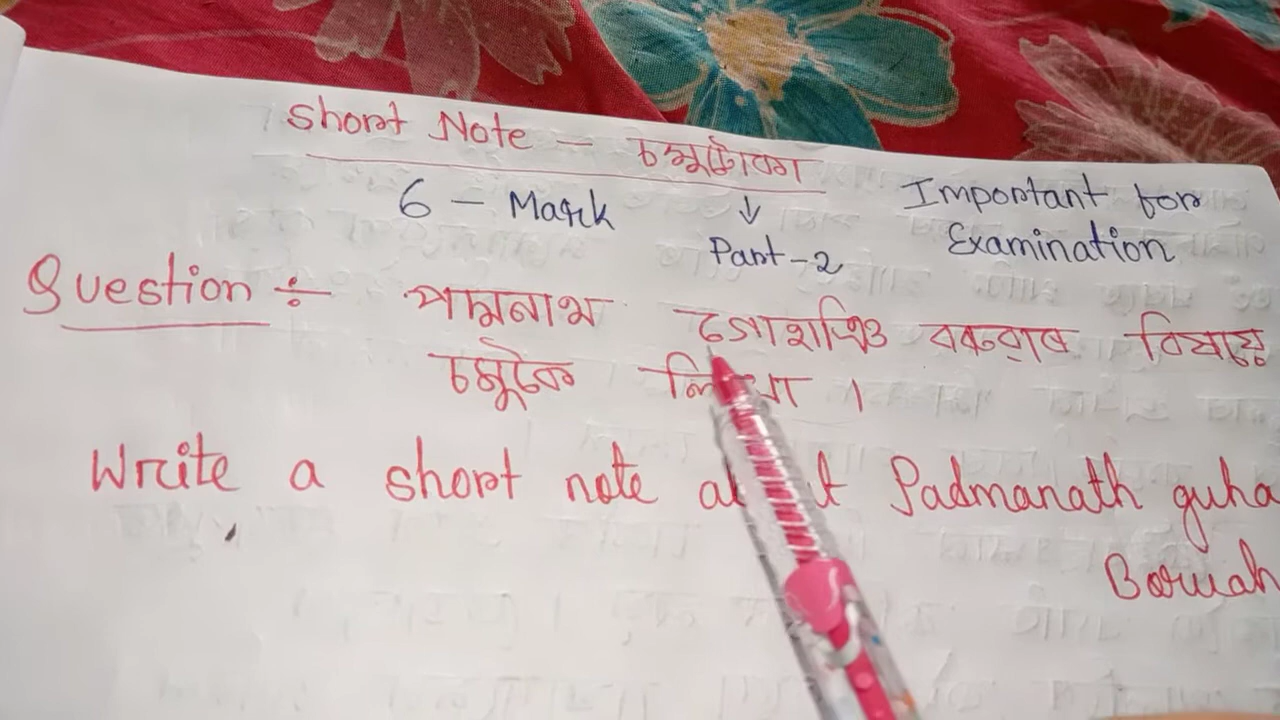 Short Note - চমুটোকা
6 - Mark ↓ Important for
Part-2 Examination
Question ÷ পদ্মনাথ গোহাঞি বৰুৱাৰ বিষয়ে
চমুকৈ লিখা ।
Write a short note about Padmanath guha
Boruah